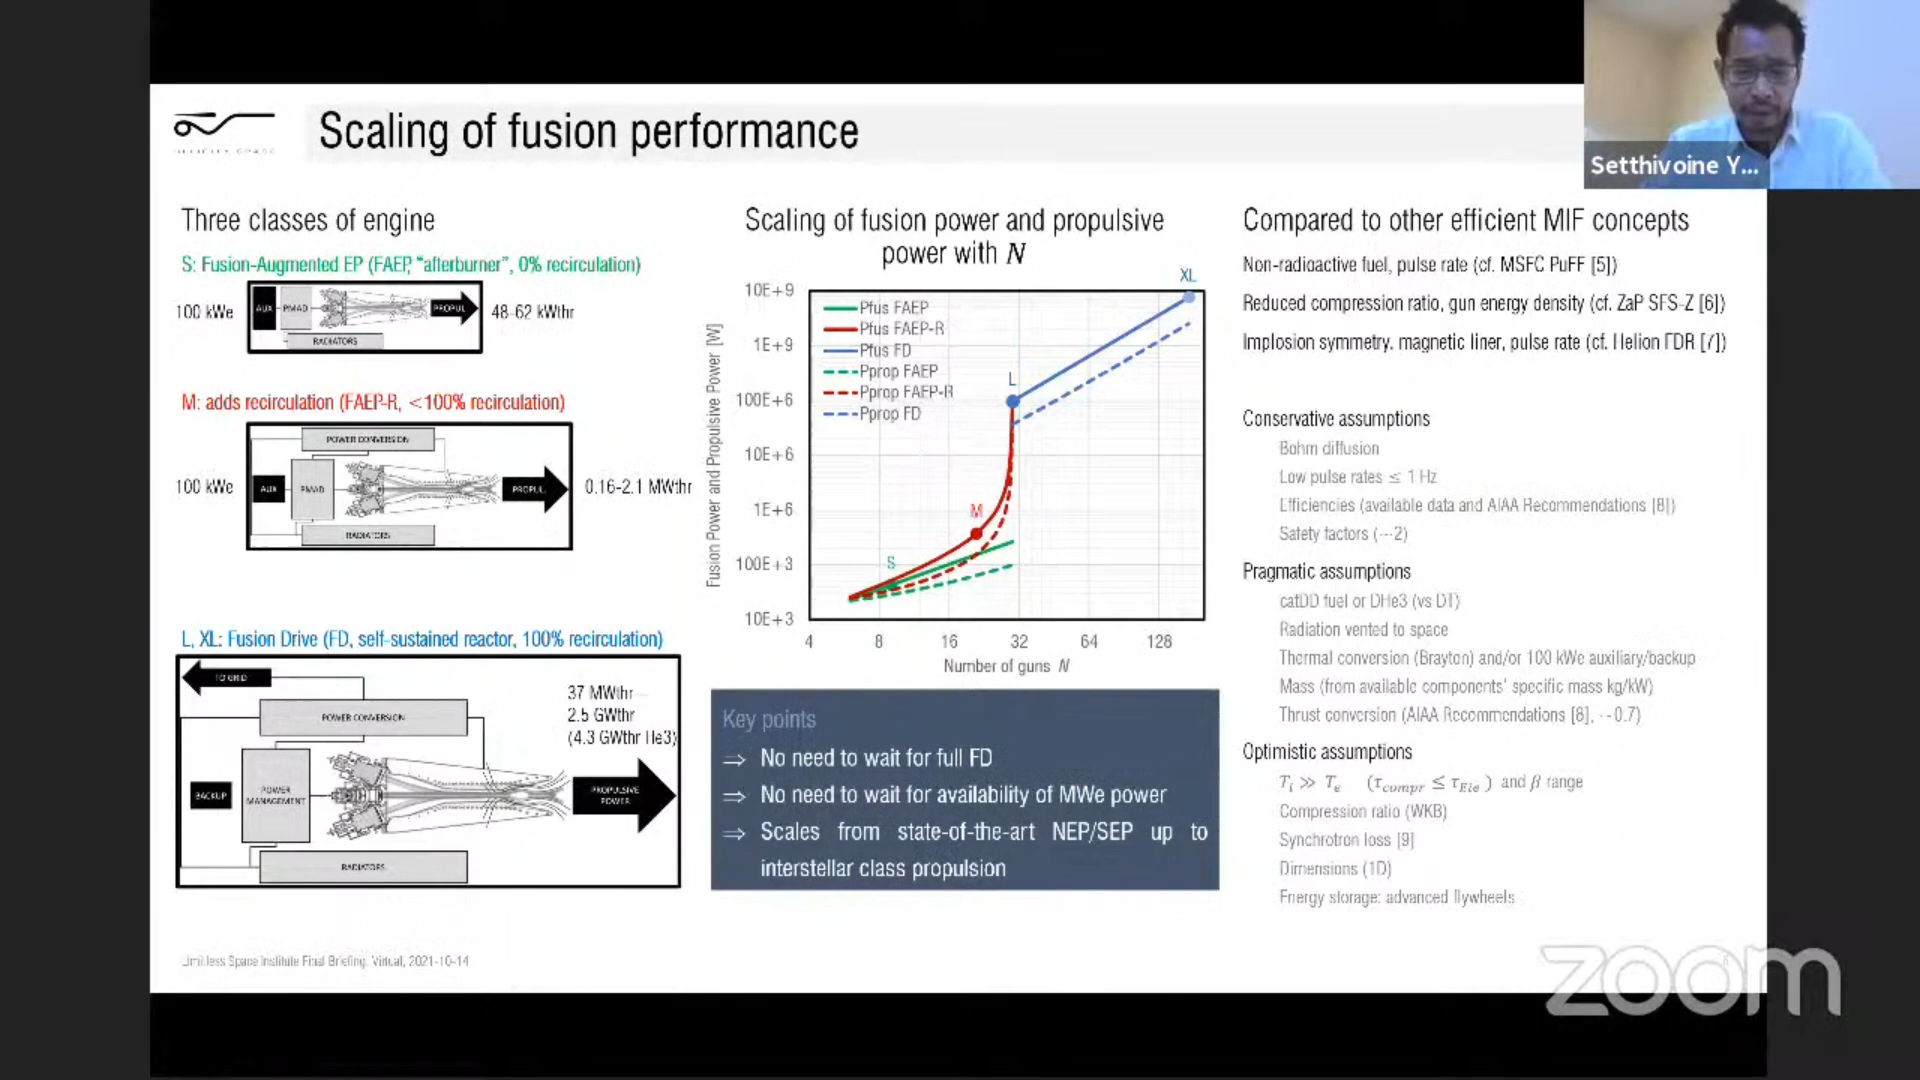 Scaling of fusion performance
Setthivoine Y...
Three classes of engine
S: Fusion-Augmented EP (FAEP, “afterburner”, 0% recirculation)
100 kWe
AUX
PMAD
PROPUL
RADIATORS
48-62 kWthr
M: adds recirculation (FAEP-R, <100% recirculation)
POWER CONVERSION
100 kWe
AUX
PMAD
PROPUL
RADIATORS
0.16-2.1 MWthr
L, XL: Fusion Drive (FD, self-sustained reactor, 100% recirculation)
TO GRID
POWER CONVERSION
37 MWthr
2.5 GWthr
(4.3 GWthr He3)
BACKUP
POWER
MANAGEMENT
PROPULSIVE
POWER
RADIATORS
Limitless Space Institute Final Briefing, Virtual, 2021-10-14
Scaling of fusion power and propulsive
power with N
Fusion Power and Propulsive Power [W]
10E+9
1E+9
100E+6
10E+6
1E+6
100E+3
10E+3
Pfus FAEP
Pfus FAEP-R
Pfus FD
Pprop FAEP
Pprop FAEP-R
Pprop FD
S
M
L
XL
4 8 16 32 64 128
Number of guns N
Key points
⇒ No need to wait for full FD
⇒ No need to wait for availability of MWe power
⇒ Scales from state-of-the-art NEP/SEP up to
interstellar class propulsion
Compared to other efficient MIF concepts
Non-radioactive fuel, pulse rate (cf. MSFC PuFF [5])
Reduced compression ratio, gun energy density (cf. ZaP SFS-Z [6])
Implosion symmetry, magnetic liner, pulse rate (cf. Helion FDR [7])
Conservative assumptions
Bohm diffusion
Low pulse rates ≤ 1 Hz
Efficiencies (available data and AIAA Recommendations [8])
Safety factors (~2)
Pragmatic assumptions
catDD fuel or DHe3 (vs DT)
Radiation vented to space
Thermal conversion (Brayton) and/or 100 kWe auxiliary/backup
Mass (from available components' specific mass kg/kW)
Thrust conversion (AIAA Recommendations [8], ~0.7)
Optimistic assumptions
T_i ≫ T_e (τ_compr ≤ τ_Eie) and β range
Compression ratio (WKB)
Synchrotron loss [9]
Dimensions (1D)
Energy storage: advanced flywheels
zoom